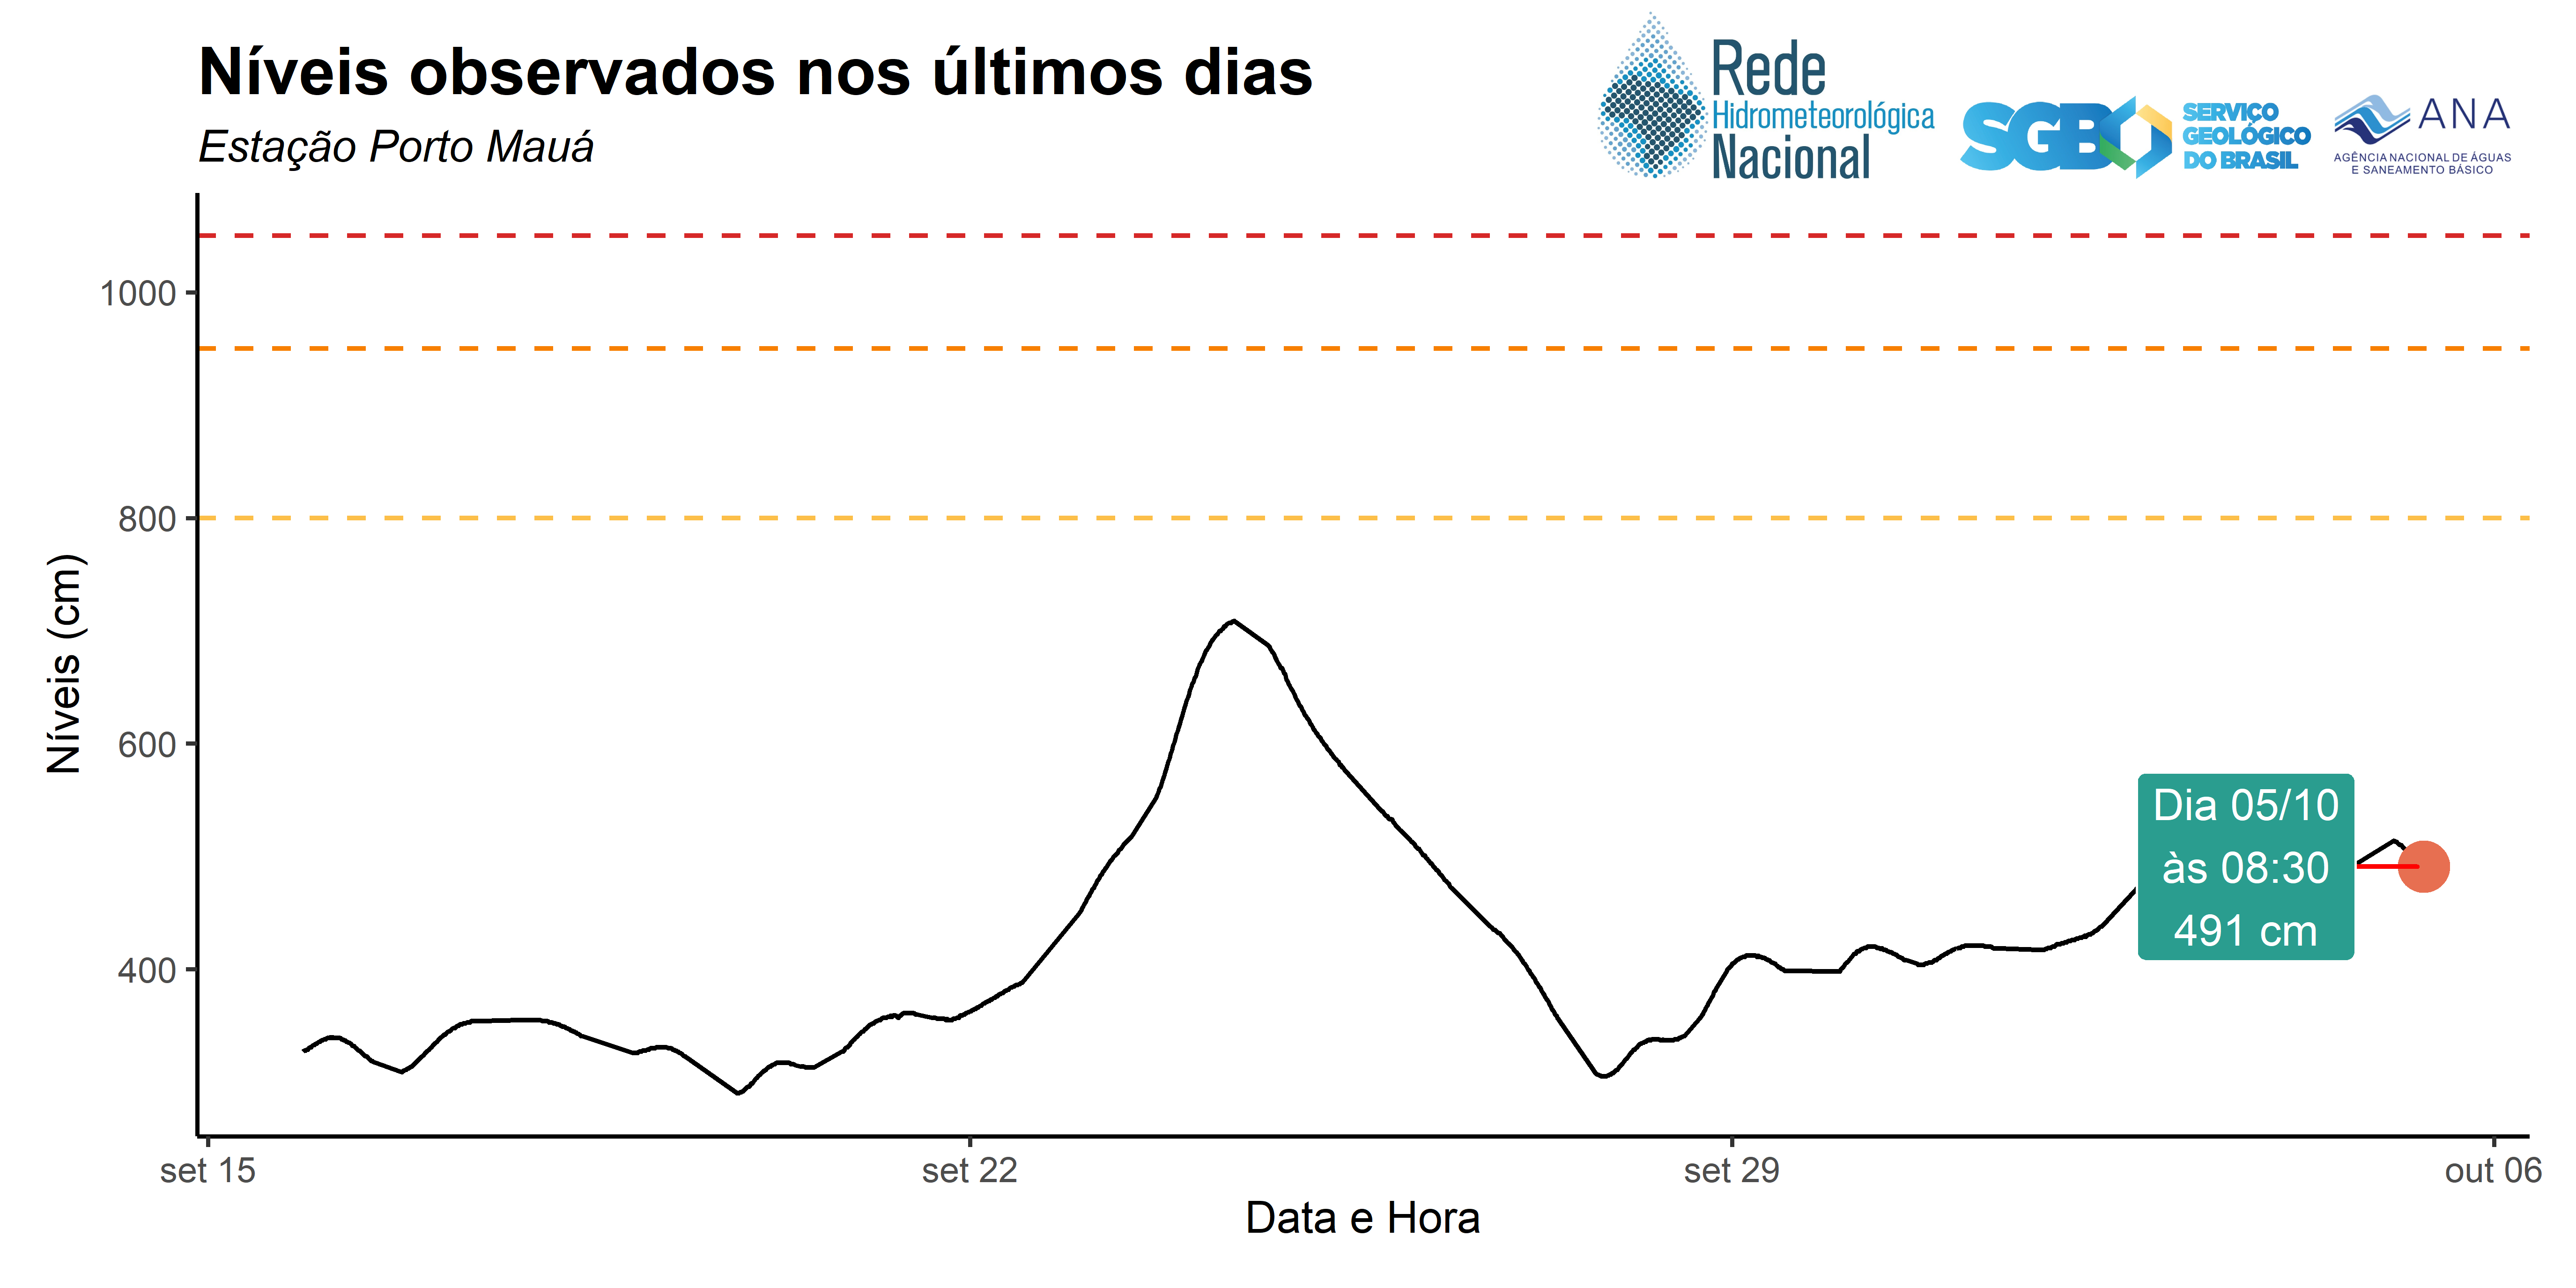 Níveis observados nos últimos dias
Estação Porto Mauá
Rede
Hidrometeorológica
Nacional
SGB
SERVIÇO
GEOLÓGICO
DO BRASIL
ANA
AGÊNCIA NACIONAL DE ÁGUAS
E SANEAMENTO BÁSICO
Níveis (cm)
1000
800
600
400
Dia 05/10
às 08:30
491 cm
set 15
set 22
set 29
out 06
Data e Hora